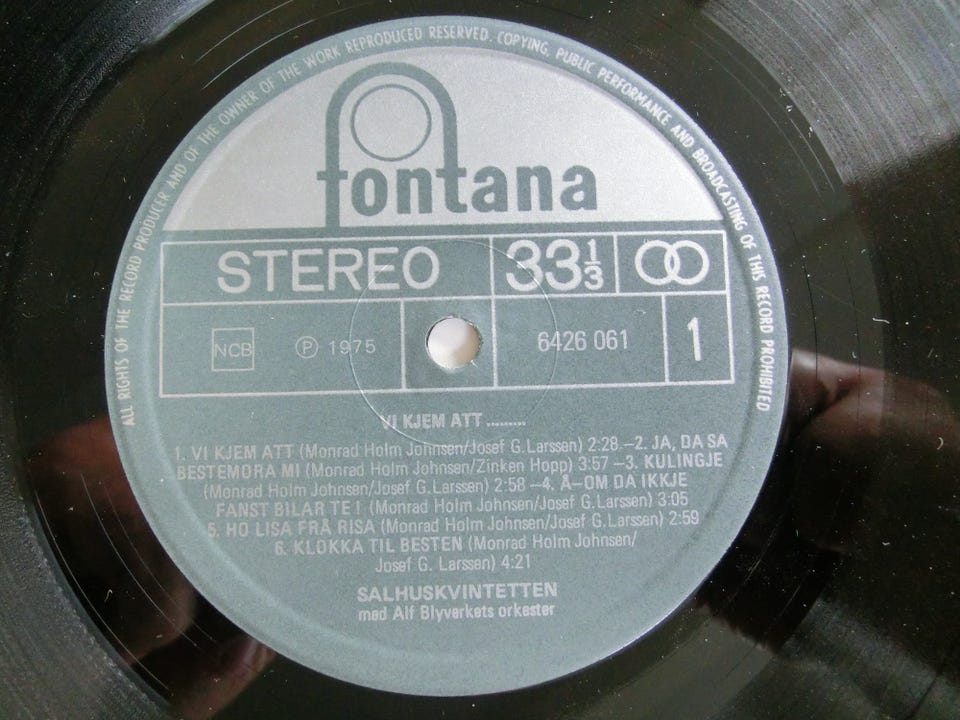 ALL RIGHTS OF THE RECORD PRODUCER AND OF THE OWNER OF THE WORK REPRODUCED RESERVED. COPYING, PUBLIC PERFORMANCE AND BROADCASTING OF THIS RECORD PROHIBITED
fontana
STEREO 33 1/3
NCB Ⓟ 1975 6426 061 1
VI KJEM ATT .........
1. VI KJEM ATT (Monrad Holm Johnsen/Josef G. Larssen) 2:28 – 2. JA, DA SA
BESTEMORA MI (Monrad Holm Johnsen/Zinken Hopp) 3:57 – 3. KULINGJE
(Monrad Holm Johnsen/Josef G. Larssen) 2:58 – 4. Å – OM DA IKKJE
FANST BILAR TE! (Monrad Holm Johnsen/Josef G. Larssen) 3:05
5. HO LISA FRÅ RISA (Monrad Holm Johnsen/Josef G. Larssen) 2:59
6. KLOKKA TIL BESTEN (Monrad Holm Johnsen/
Josef G. Larssen) 4:21
SALHUSKVINTETTEN
med Alf Blyverkets orkester